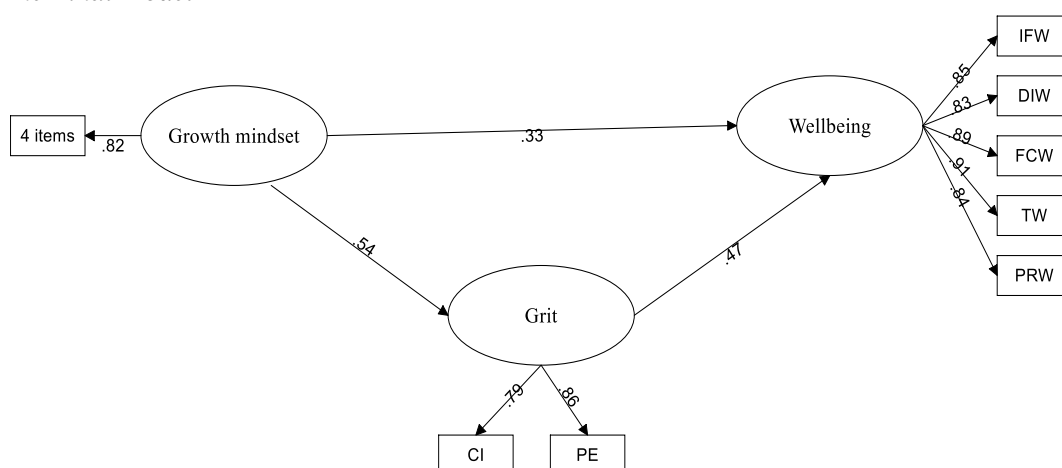 IFW
.85
DIW
.83
4 items
.82
Growth mindset
.33
Wellbeing
.89
FCW
.91
TW
.84
PRW
.54
.47
Grit
.79
.86
CI
PE